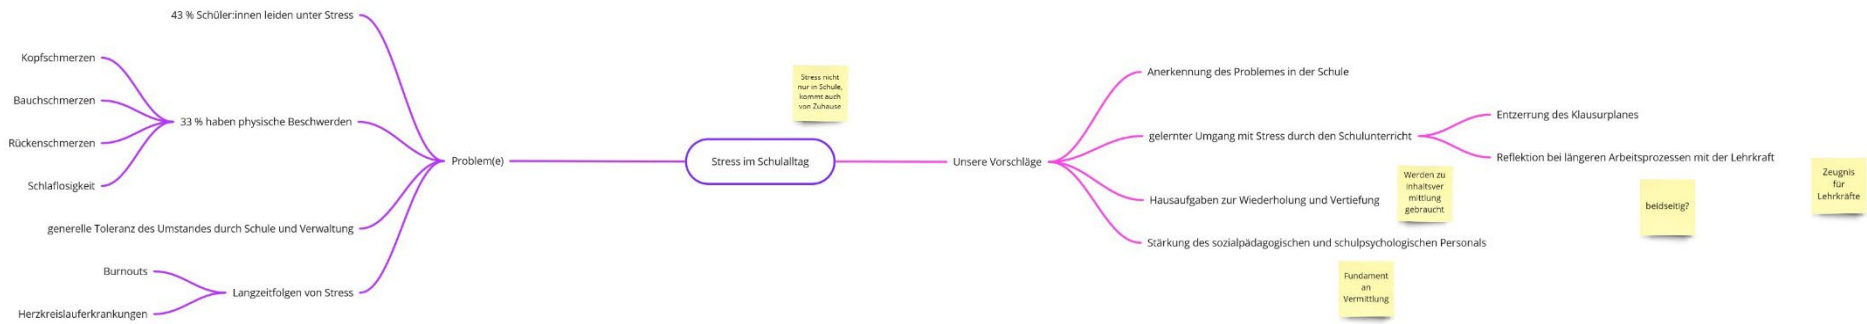 43 % Schüler:innen leiden unter Stress
Kopfschmerzen
Bauchschmerzen
Rückenschmerzen
Schlaflosigkeit
33 % haben physische Beschwerden
generelle Toleranz des Umstandes durch Schule und Verwaltung
Burnouts
Herzkreislauferkrankungen
Langzeitfolgen von Stress
Problem(e)
Stress nicht
nur in Schule,
kommt auch
von Zuhause
Stress im Schulalltag
Unsere Vorschläge
Anerkennung des Problemes in der Schule
gelernter Umgang mit Stress durch den Schulunterricht
Entzerrung des Klausurplanes
Reflektion bei längeren Arbeitsprozessen mit der Lehrkraft
Hausaufgaben zur Wiederholung und Vertiefung
Werden zu
inhaltsver
mittlung
gebraucht
beidseitig?
Zeugnis
für
Lehrkräfte
Stärkung des sozialpädagogischen und schulpsychologischen Personals
Fundament
an
Vermittlung